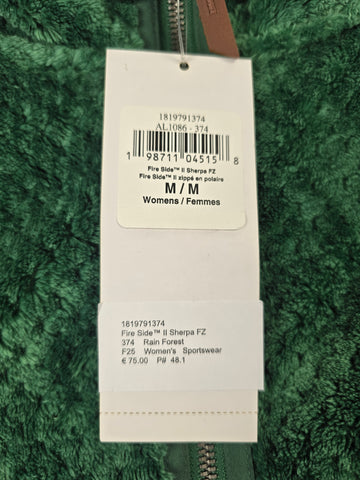 1819791374
AL1086 - 374
1 98711 04515 8
Fire Side™ II Sherpa FZ
Fire Side™ II zippé en polaire
M / M
Womens / Femmes
1819791374
Fire Side™ II Sherpa FZ
374 Rain Forest
F25 Women's Sportswear
€ 75.00 P# 48.1